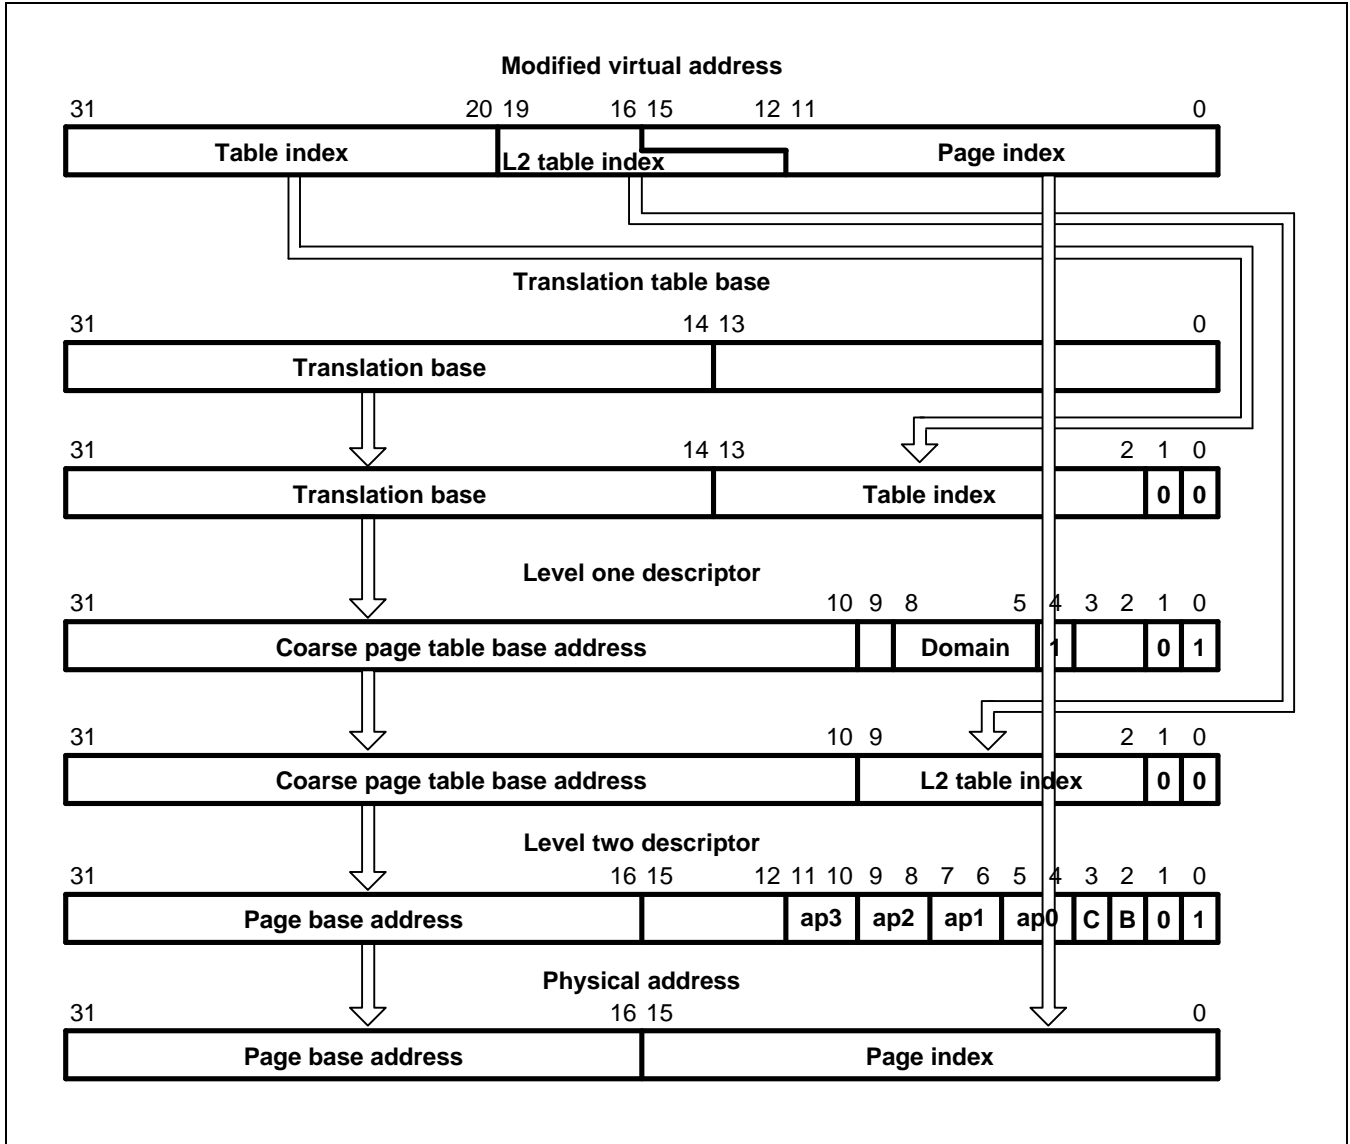 Modified virtual address
31 20 19 16 15 12 11 0
Table index L2 table index Page index
Translation table base
31 14 13 0
Translation base
31 14 13 2 1 0
Translation base Table index 0 0
Level one descriptor
31 10 9 8 5 4 3 2 1 0
Coarse page table base address Domain 1 0 1
31 10 9 2 1 0
Coarse page table base address L2 table index 0 0
Level two descriptor
31 16 15 12 11 10 9 8 7 6 5 4 3 2 1 0
Page base address ap3 ap2 ap1 ap0 C B 0 1
Physical address
31 16 15 0
Page base address Page index